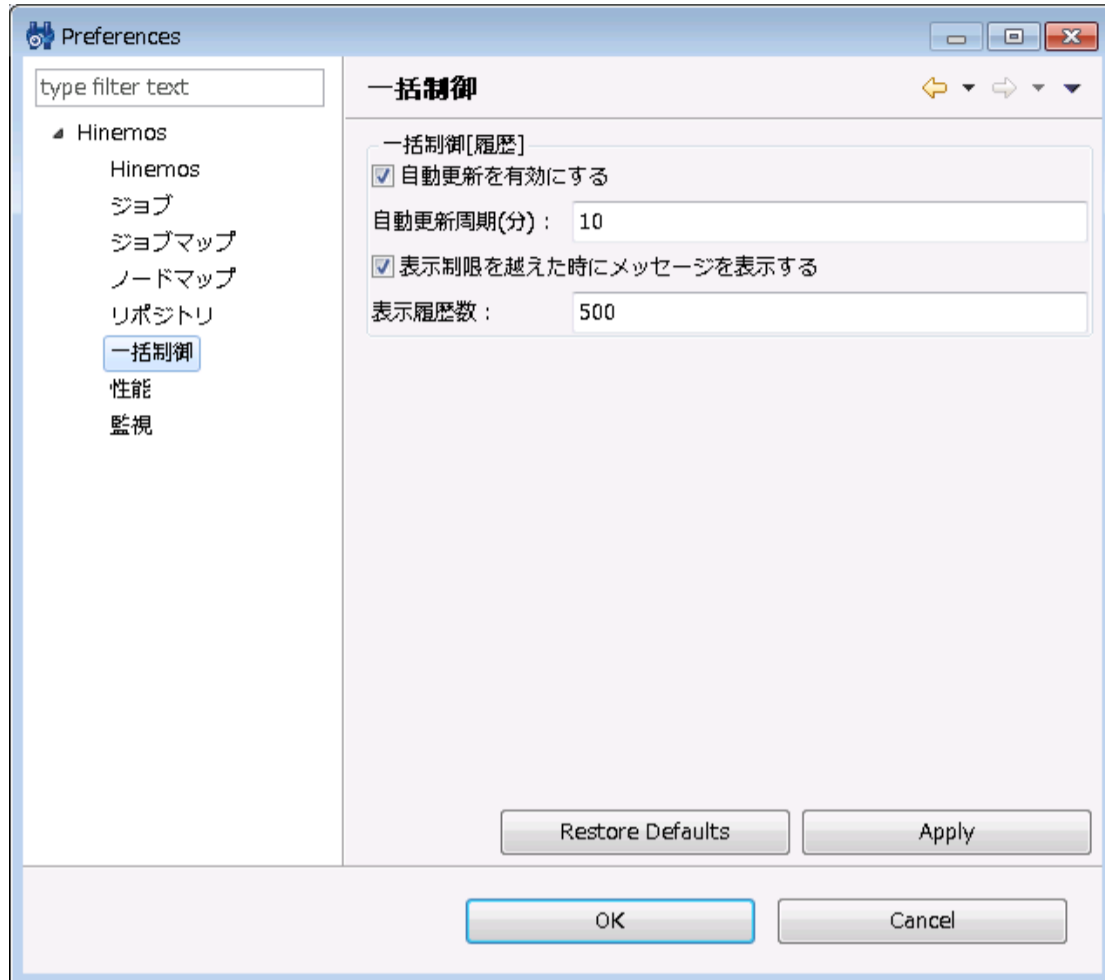 Preferences
type filter text
Hinemos
Hinemos
ジョブ
ジョブマップ
ノードマップ
リポジトリ
一括制御
性能
監視
一括制御
一括制御[履歴]
自動更新を有効にする
自動更新周期(分)： 10
表示制限を越えた時にメッセージを表示する
表示履歴数： 500
Restore Defaults Apply
OK Cancel